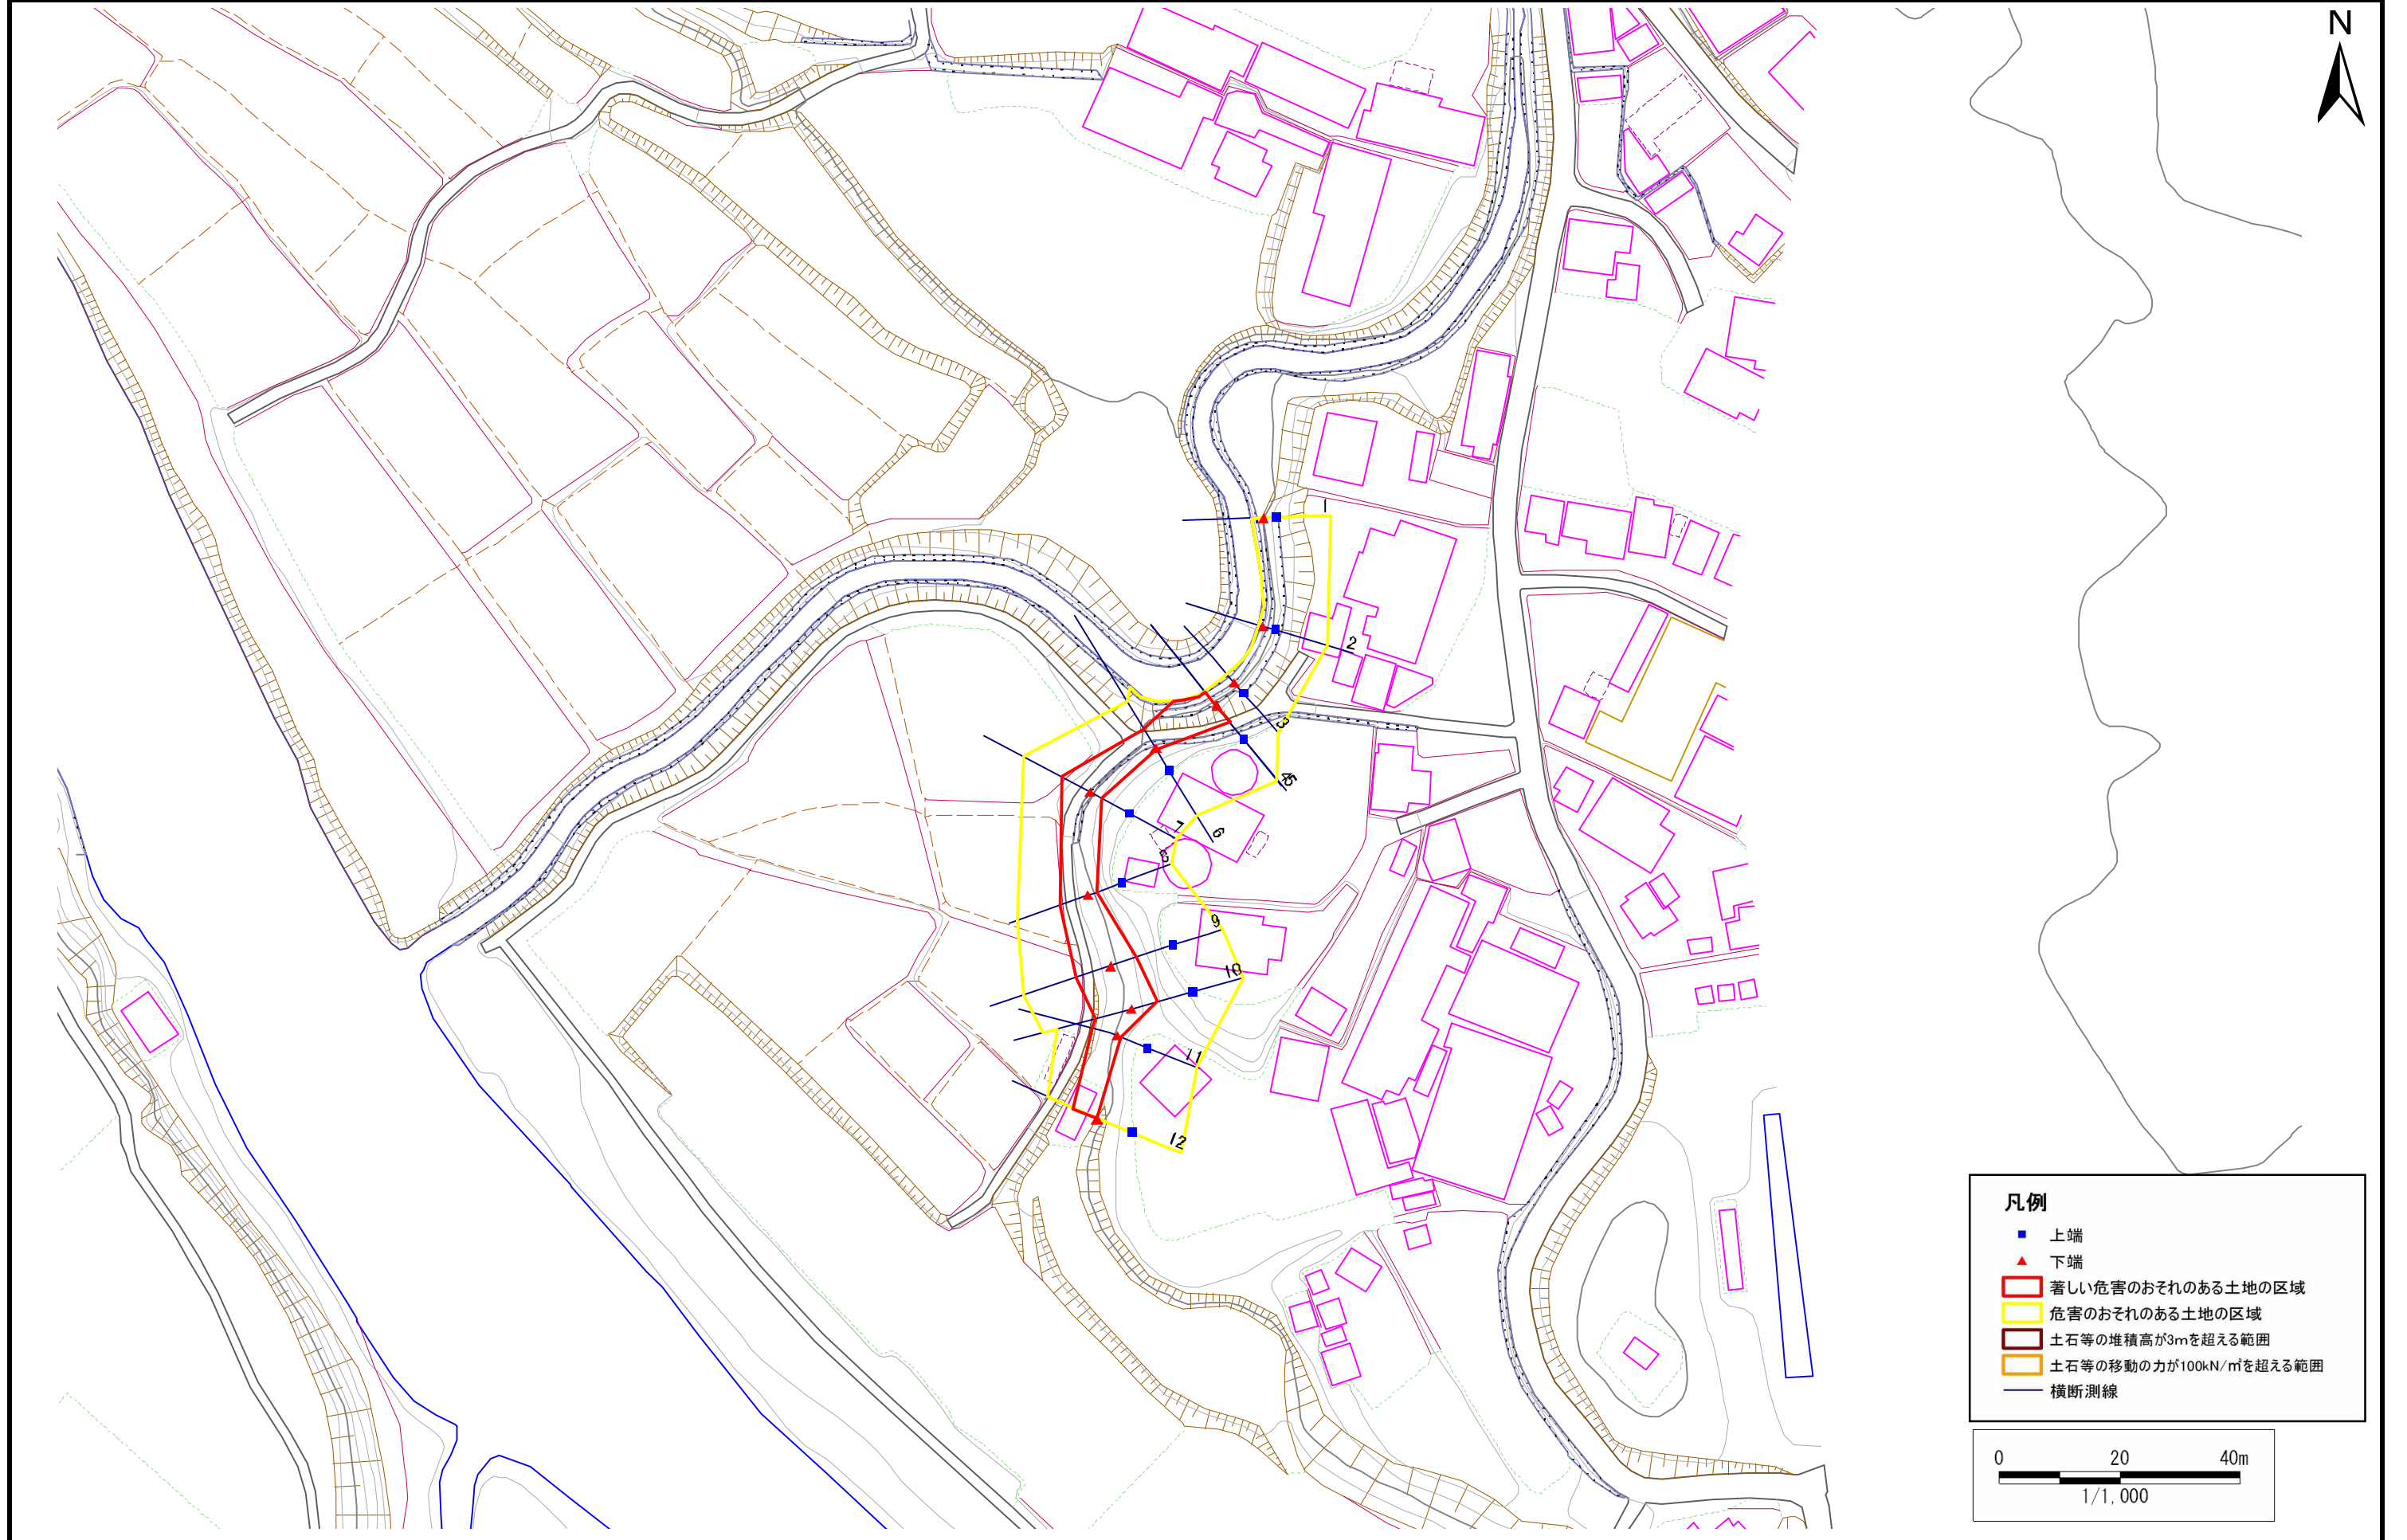 N
1
2
3
4
5
6
7
8
9
10
11
12
凡例
上端
下端
著しい危害のおそれのある土地の区域
危害のおそれのある土地の区域
土石等の堆積高が3mを超える範囲
土石等の移動の力が100kN/㎡を超える範囲
横断測線
0 20 40m
1/1,000